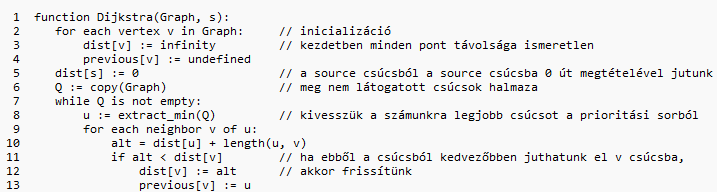 1 function Dijkstra(Graph, s):
2 for each vertex v in Graph: // inicializáció
3 dist[v] := infinity // kezdetben minden pont távolsága ismeretlen
4 previous[v] := undefined
5 dist[s] := 0 // a source csúcsból a source csúcsba 0 út megtételével jutunk
6 Q := copy(Graph) // meg nem látogatott csúcsok halmaza
7 while Q is not empty:
8 u := extract_min(Q) // kivesszük a számunkra legjobb csúcsot a prioritási sorból
9 for each neighbor v of u:
10 alt = dist[u] + length(u, v)
11 if alt < dist[v] // ha ebből a csúcsból kedvezőbben juthatunk el v csúcsba,
12 dist[v] := alt // akkor frissítünk
13 previous[v] := u